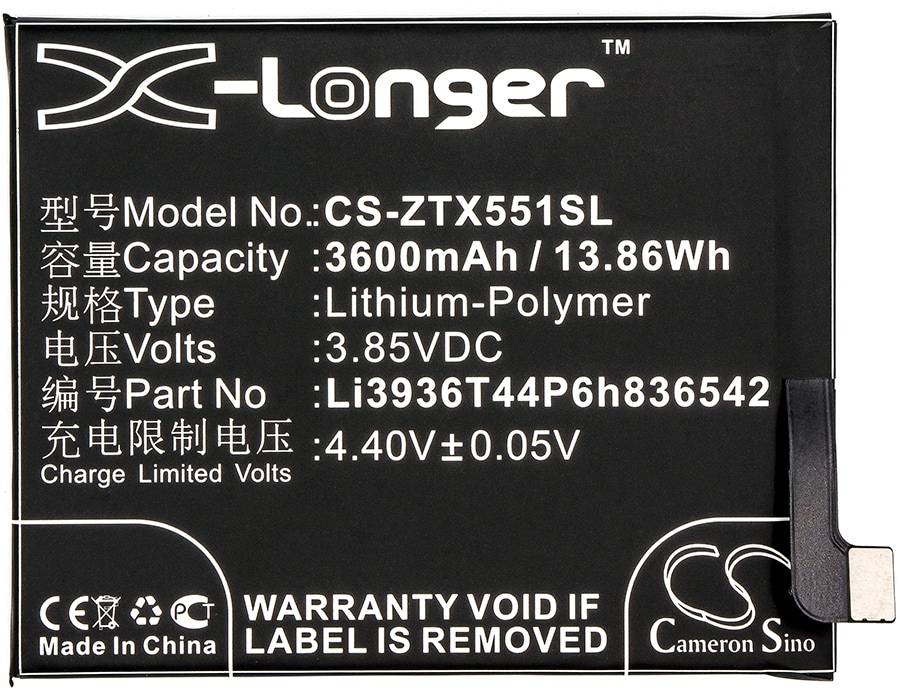 X-Longer™
型号Model No.:CS-ZTX551SL
容量Capacity :3600mAh / 13.86Wh
规格Type :Lithium-Polymer
电压Volts :3.85VDC
编号Part No :Li3936T44P6h836542
充电限制电压 :4.40V±0.05V
Charge Limited Volts
CE PCT
Made In China
WARRANTY VOID IF
LABEL IS REMOVED
CS
Cameron Sino